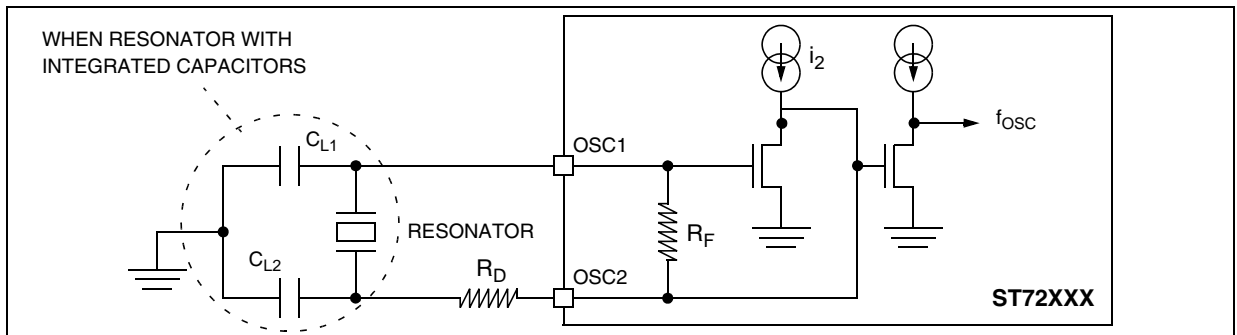 WHEN RESONATOR WITH
INTEGRATED CAPACITORS
i2
fOSC
CL1
OSC1
RESONATOR
RF
CL2
RD
OSC2
ST72XXX